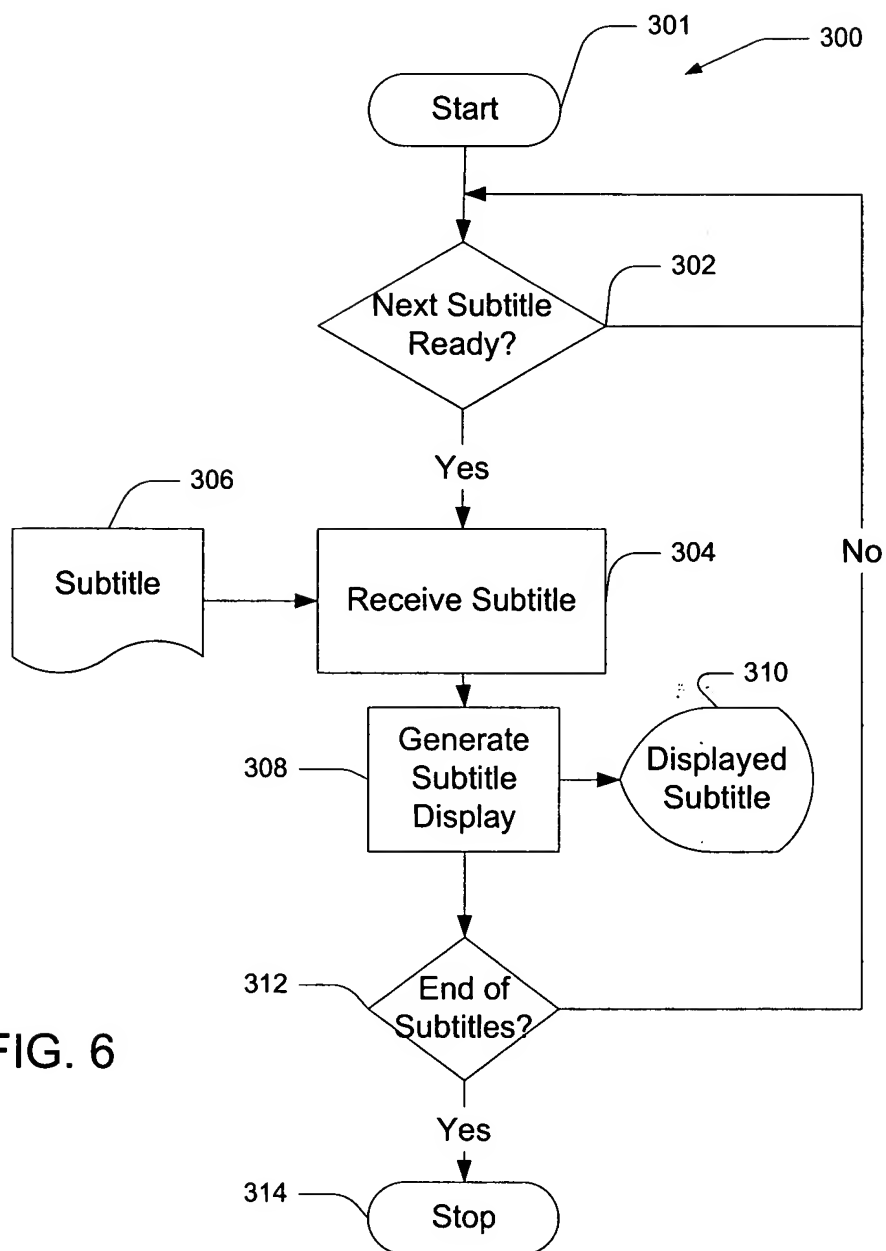 301
300
Start
302
Next Subtitle
Ready?
Yes
306
Subtitle
304
Receive Subtitle
No
310
308
Generate
Subtitle
Display
Displayed
Subtitle
312
End of
Subtitles?
FIG. 6
Yes
314
Stop